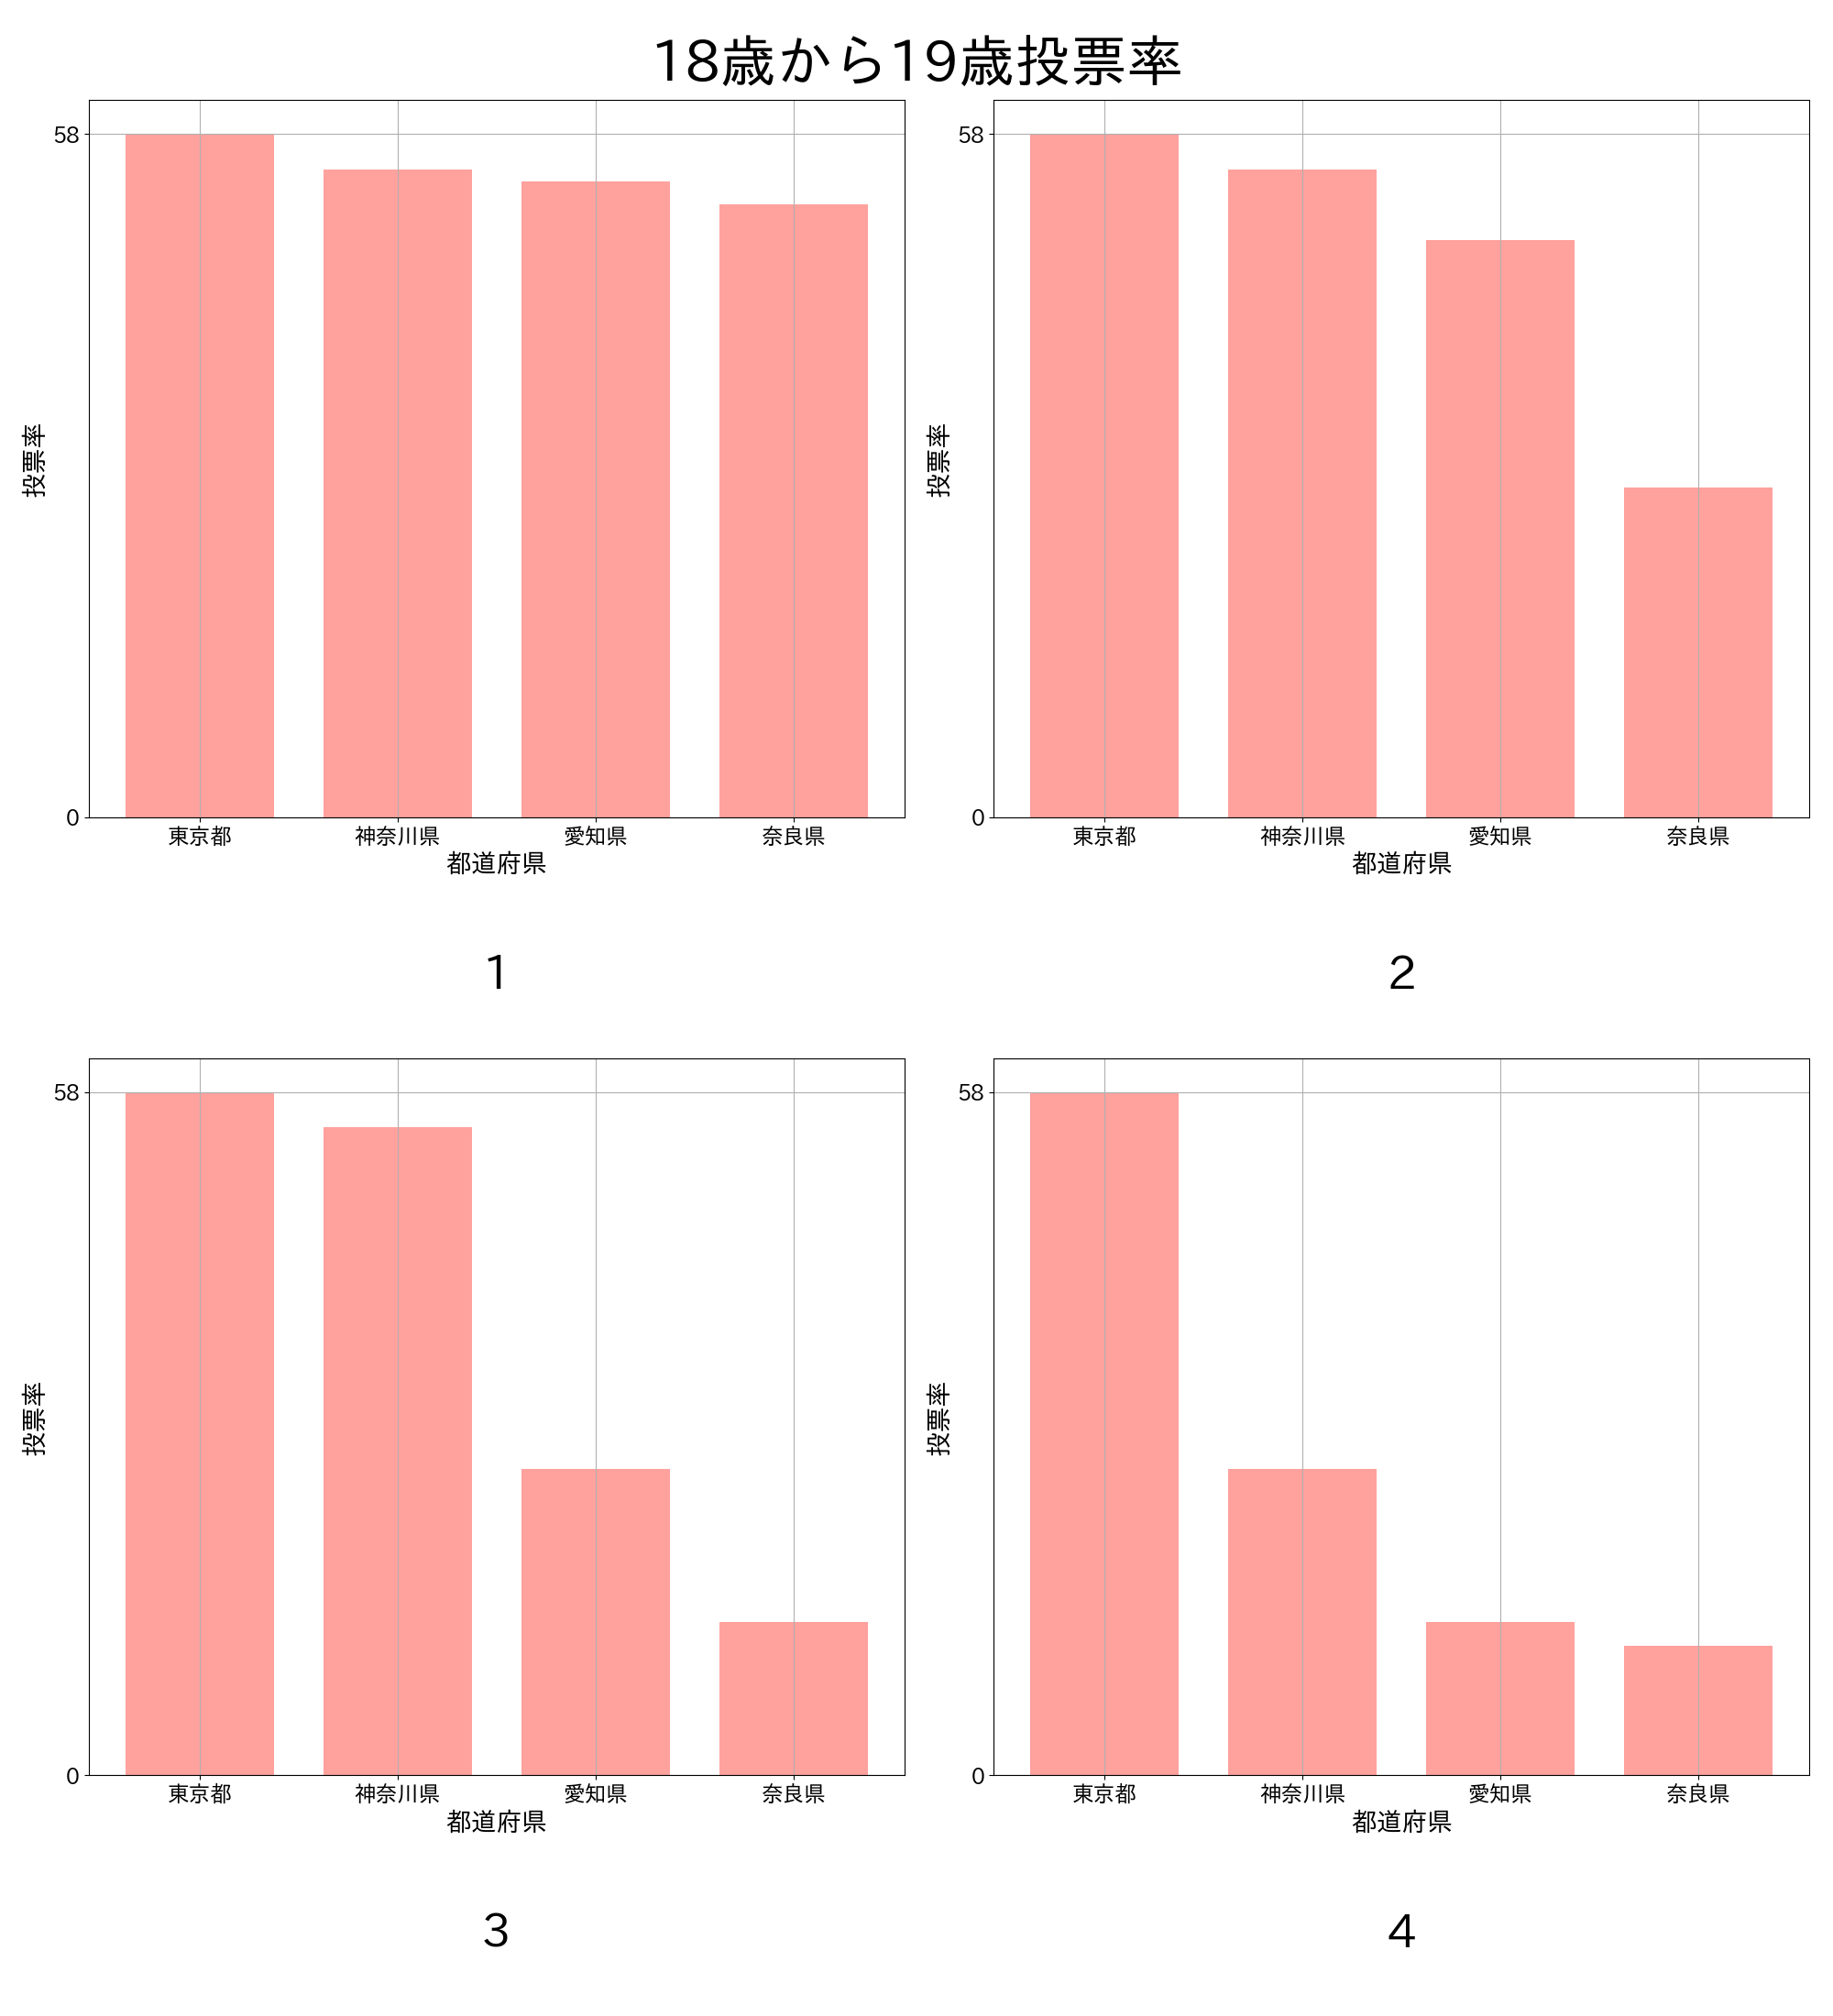 18歳から19歳投票率
58
0
投票率
東京都 神奈川県 愛知県 奈良県
都道府県
1
58
0
投票率
東京都 神奈川県 愛知県 奈良県
都道府県
2
58
0
投票率
東京都 神奈川県 愛知県 奈良県
都道府県
3
58
0
投票率
東京都 神奈川県 愛知県 奈良県
都道府県
4